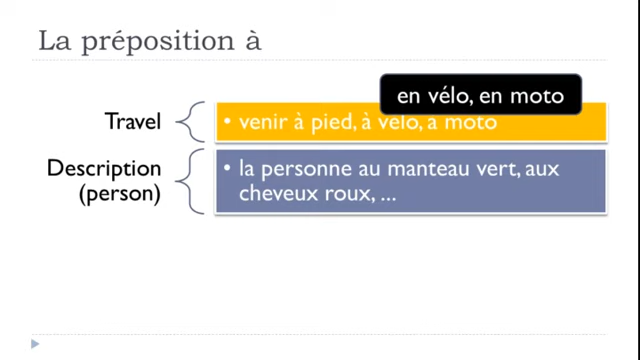 La préposition à
en vélo, en moto
Travel
• venir à pied, à vélo, à moto
Description
(person)
• la personne au manteau vert, aux
cheveux roux, ...